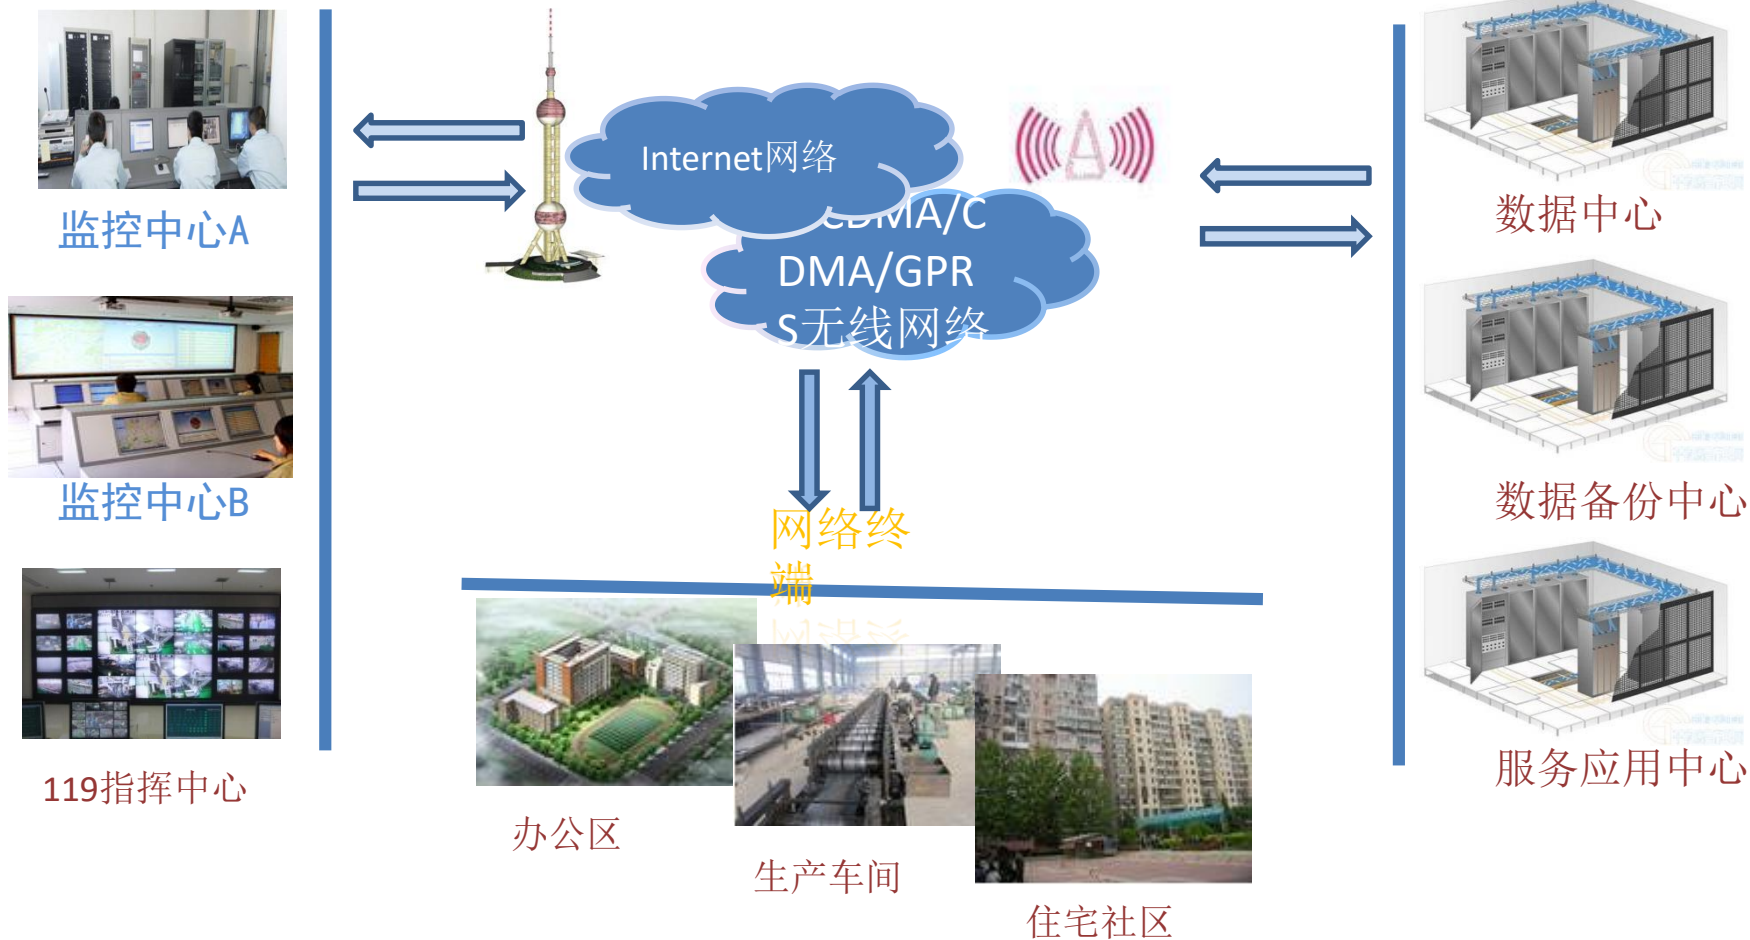 Internet网络
CDMA/C
DMA/GPR
S无线网络
监控中心A
监控中心B
119指挥中心
数据中心
数据备份中心
服务应用中心
网络终
端
办公区
生产车间
住宅社区